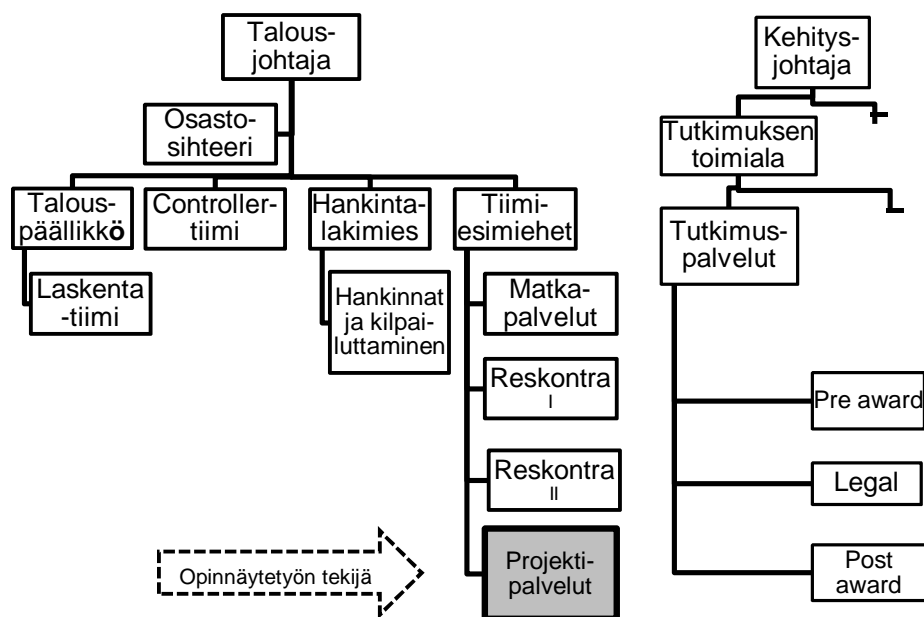 Talous-
johtaja
Osasto-
sihteeri
Talous-
päällikkö
Controller-
tiimi
Hankinta-
lakimies
Tiimi-
esimiehet
Laskenta
-tiimi
Hankinnat
ja kilpai-
luttaminen
Matka-
palvelut
Reskontra
I
Reskontra
II
Projekti-
palvelut
Opinnäytetyön tekijä
Kehitys-
johtaja
Tutkimuksen
toimiala
Tutkimus-
palvelut
Pre award
Legal
Post
award